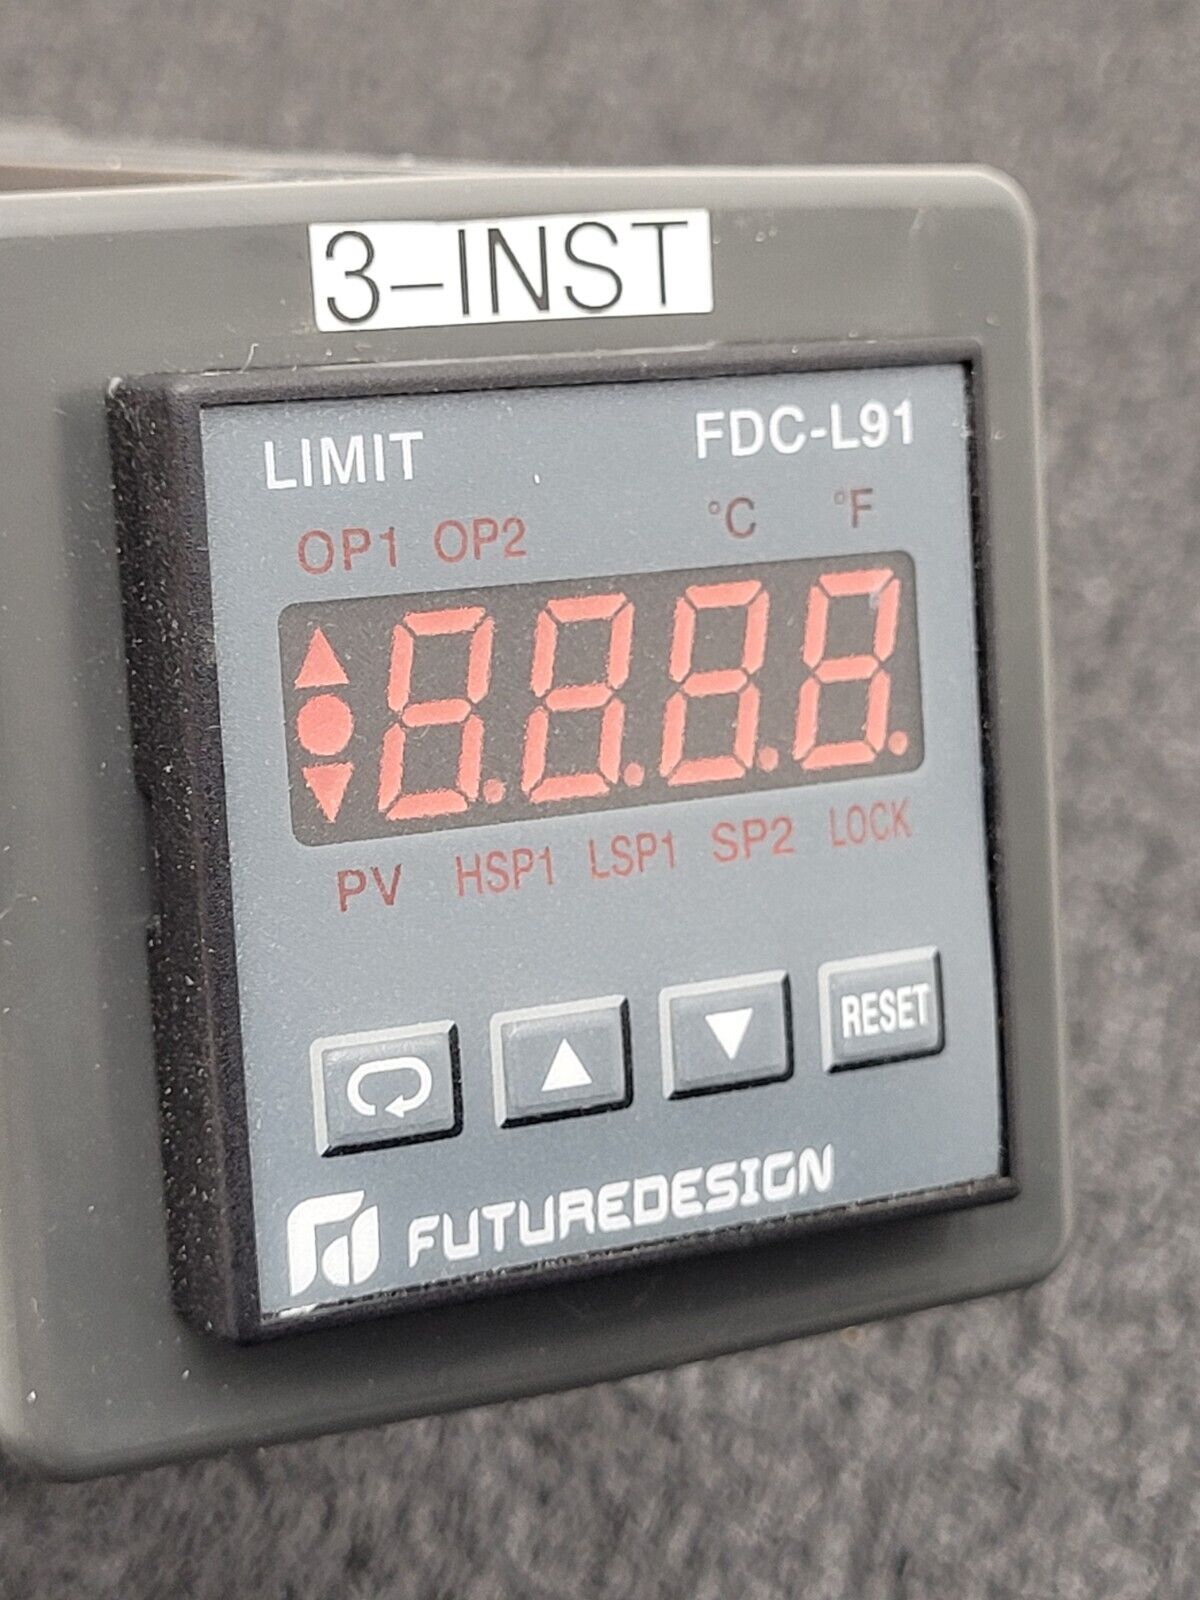 3-INST
LIMIT FDC-L91
OP1 OP2 °C °F
8.8.8.8.
PV HSP1 LSP1 SP2 LOCK
RESET
FUTUREDESIGN